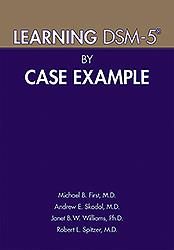 LEARNING DSM-5®
BY
CASE EXAMPLE
Michael B. First, M.D.
Andrew E. Skodol, M.D.
Janet B.W. Williams, Ph.D.
Robert L. Spitzer, M.D.